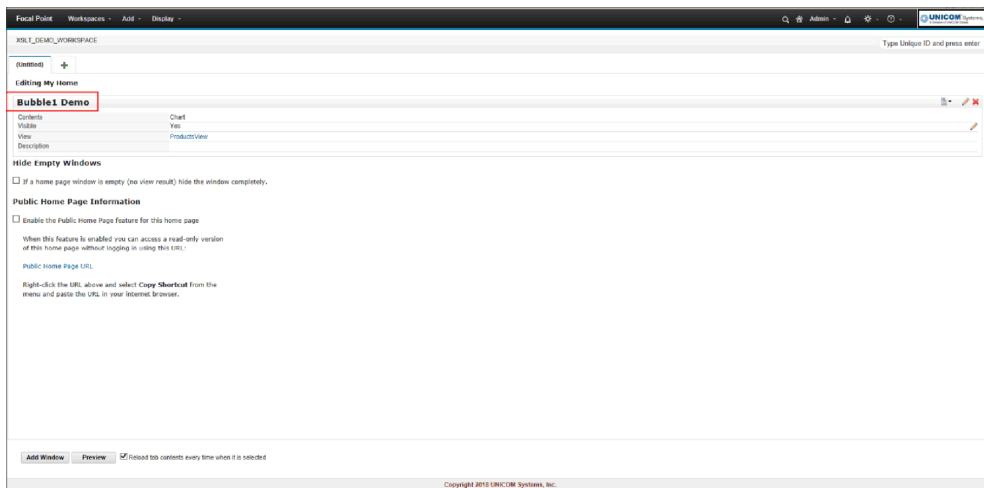 Focal Point Workspaces Add Display Admin UNICOM Systems,
XSLT_DEMO_WORKSPACE
Type Unique ID and press enter
(Untitled)
Editing My Home
Bubble1 Demo
Contents Chart
Visible Yes
View ProductsView
Description
Hide Empty Windows
If a home page window is empty (no view result) hide the window completely.
Public Home Page Information
Enable the Public Home Page feature for this home page
When this feature is enabled you can access a read-only version
of this home page without logging in using this URL:
Public Home Page URL
Right-click the URL above and select Copy Shortcut from the
menu and paste the URL in your internet browser.
Add Window Preview Reload tab contents every time when it is selected
Copyright 2018 UNICOM Systems, Inc.